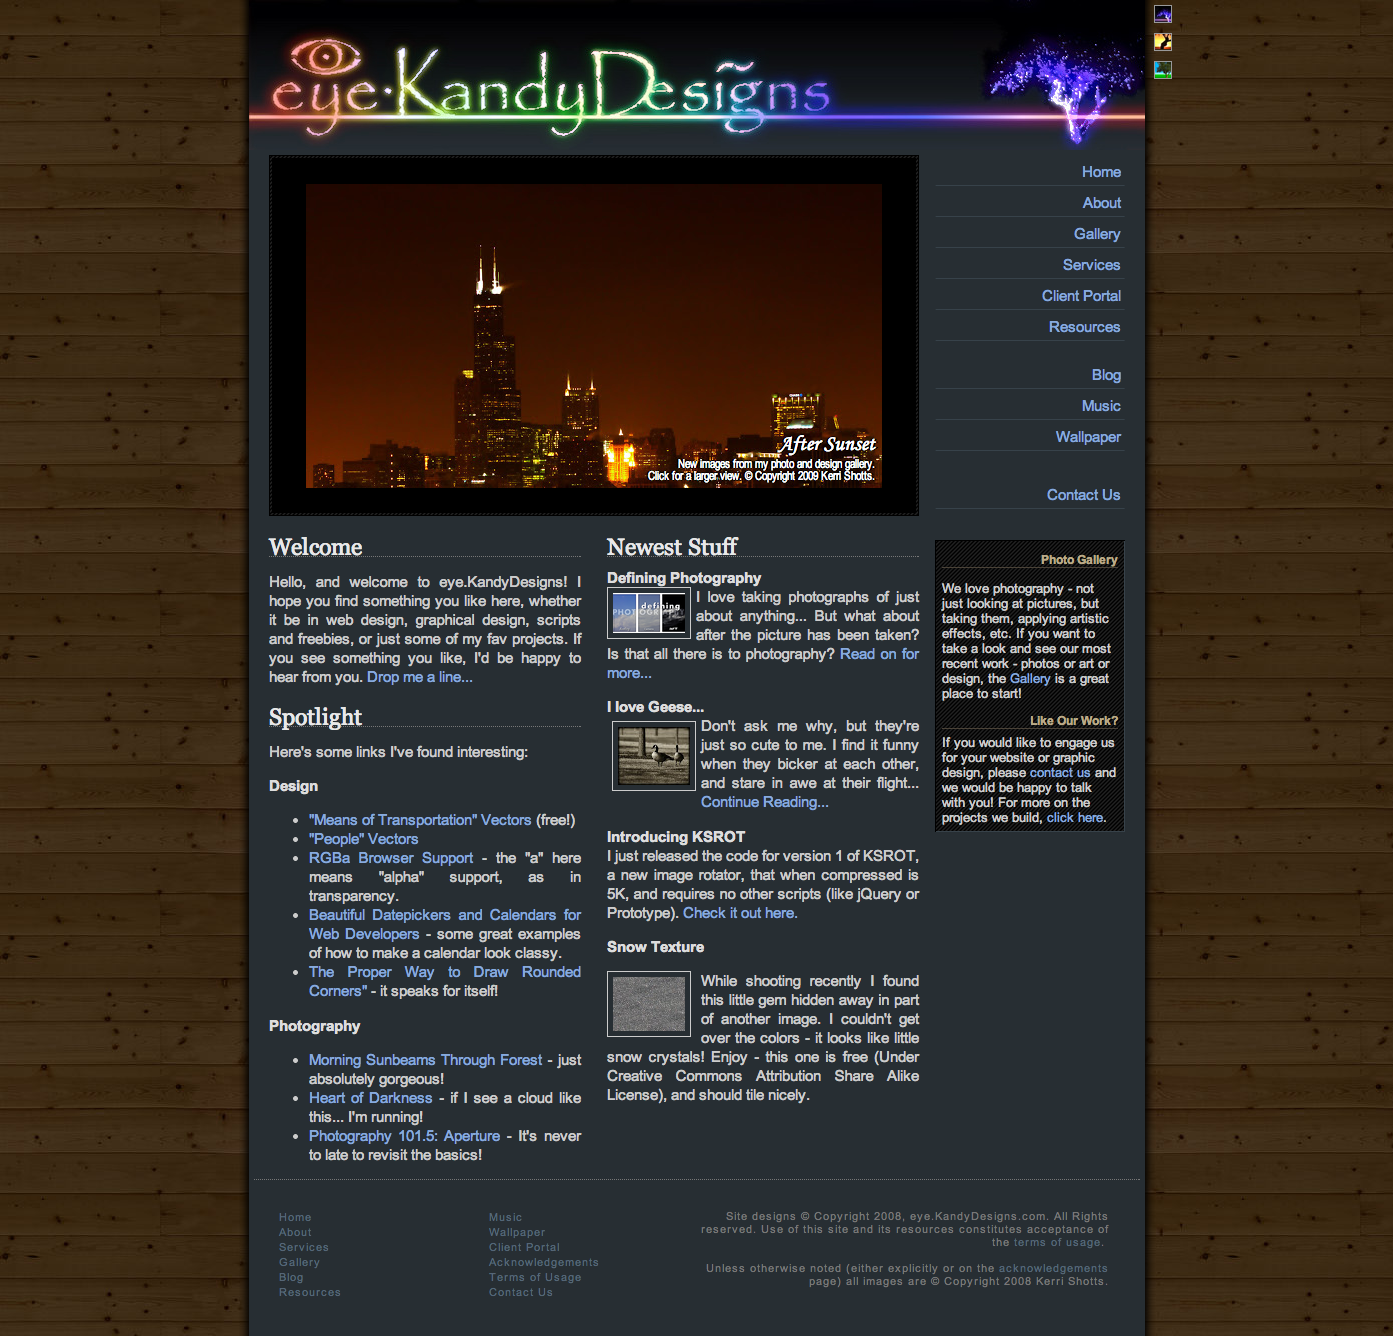 eye·KandyDesigns
Home
About
Gallery
Services
Client Portal
Resources
Blog
Music
Wallpaper
Contact Us
After Sunset
New images from my photo and design gallery.
Click for a larger view. © Copyright 2009 Kerri Shotts.
Welcome
Hello, and welcome to eye.KandyDesigns! I
hope you find something you like here, whether
it be in web design, graphical design, scripts
and freebies, or just some of my fav projects. If
you see something you like, I'd be happy to
hear from you. Drop me a line...
Spotlight
Here's some links I've found interesting:
Design
• "Means of Transportation" Vectors (free!)
• "People" Vectors
• RGBa Browser Support - the "a" here
means "alpha" support, as in
transparency.
• Beautiful Datepickers and Calendars for
Web Developers - some great examples
of how to make a calendar look classy.
• The Proper Way to Draw Rounded
Corners" - it speaks for itself!
Photography
• Morning Sunbeams Through Forest - just
absolutely gorgeous!
• Heart of Darkness - if I see a cloud like
this... I'm running!
• Photography 101.5: Aperture - It's never
to late to revisit the basics!
Newest Stuff
Defining Photography
defining
PHOTOGRAPHY
I love taking photographs of just
about anything... But what about
after the picture has been taken?
Is that all there is to photography? Read on for
more...
I love Geese...
Don't ask me why, but they're
just so cute to me. I find it funny
when they bicker at each other,
and stare in awe at their flight...
Continue Reading...
Introducing KSROT
I just released the code for version 1 of KSROT,
a new image rotator, that when compressed is
5K, and requires no other scripts (like jQuery or
Prototype). Check it out here.
Snow Texture
While shooting recently I found
this little gem hidden away in part
of another image. I couldn't get
over the colors - it looks like little
snow crystals! Enjoy - this one is free (Under
Creative Commons Attribution Share Alike
License), and should tile nicely.
Photo Gallery
We love photography - not
just looking at pictures, but
taking them, applying artistic
effects, etc. If you want to
take a look and see our most
recent work - photos or art or
design, the Gallery is a great
place to start!
Like Our Work?
If you would like to engage us
for your website or graphic
design, please contact us and
we would be happy to talk
with you! For more on the
projects we build, click here.
Home
About
Services
Gallery
Blog
Resources
Music
Wallpaper
Client Portal
Acknowledgements
Terms of Usage
Contact Us
Site designs © Copyright 2008, eye.KandyDesigns.com. All Rights
reserved. Use of this site and its resources constitutes acceptance of
the terms of usage.
Unless otherwise noted (either explicitly or on the acknowledgements
page) all images are © Copyright 2008 Kerri Shotts.